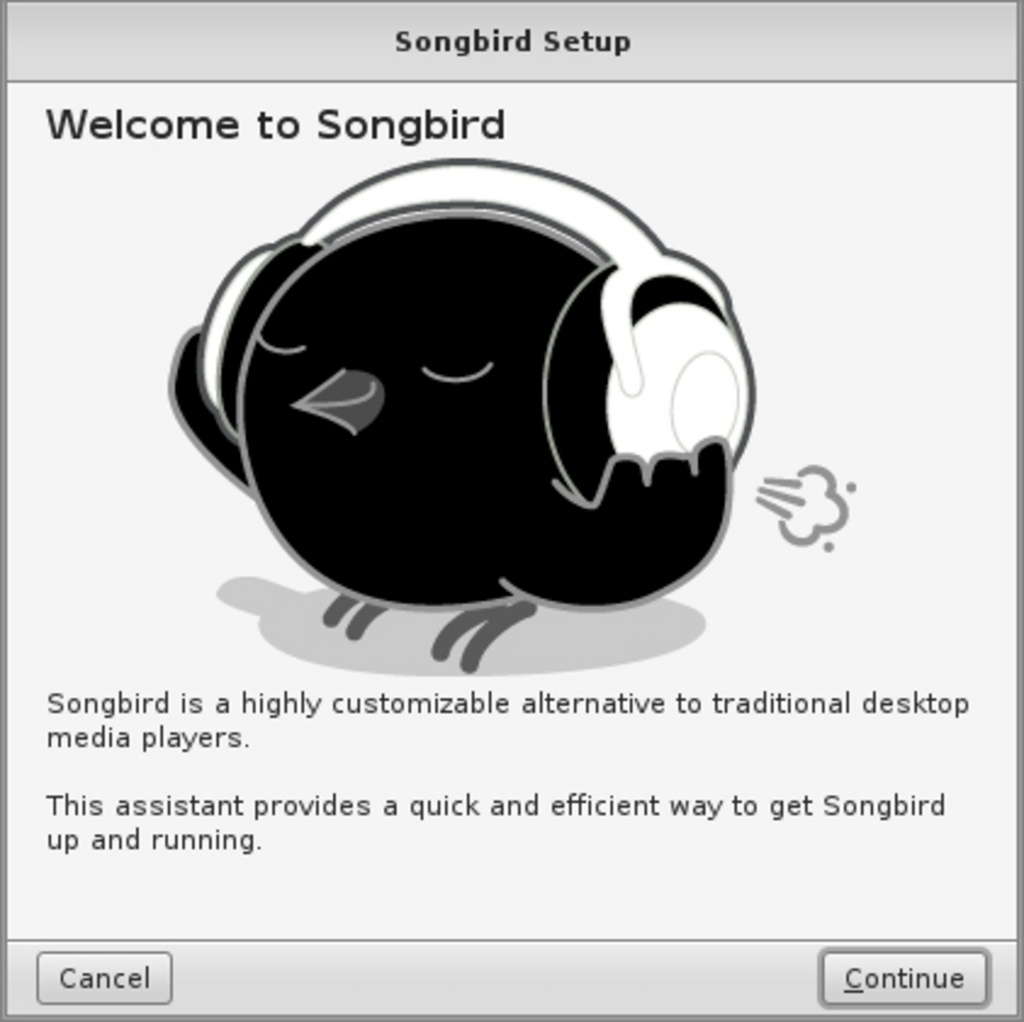 Songbird Setup
Welcome to Songbird
Songbird is a highly customizable alternative to traditional desktop
media players.
This assistant provides a quick and efficient way to get Songbird
up and running.
Cancel
Continue